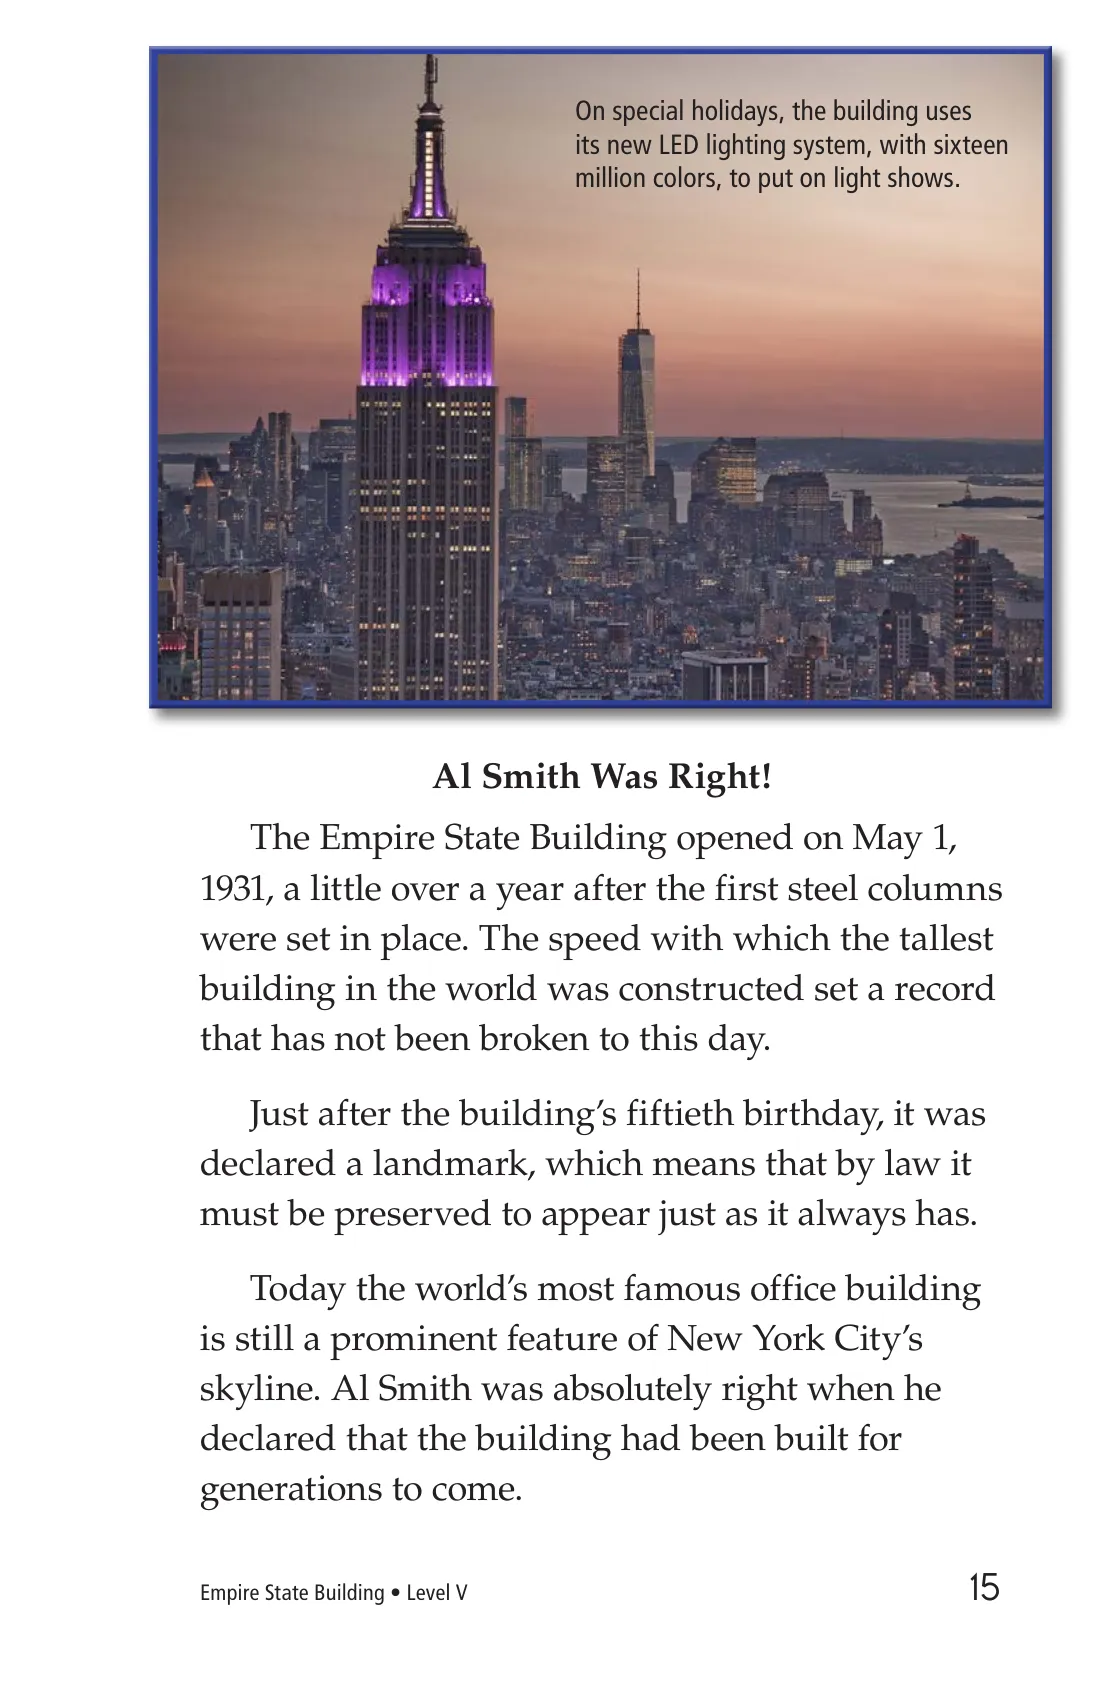 On special holidays, the building uses
its new LED lighting system, with sixteen
million colors, to put on light shows.
Al Smith Was Right!
The Empire State Building opened on May 1,
1931, a little over a year after the first steel columns
were set in place. The speed with which the tallest
building in the world was constructed set a record
that has not been broken to this day.
Just after the building’s fiftieth birthday, it was
declared a landmark, which means that by law it
must be preserved to appear just as it always has.
Today the world’s most famous office building
is still a prominent feature of New York City’s
skyline. Al Smith was absolutely right when he
declared that the building had been built for
generations to come.
Empire State Building • Level V
15